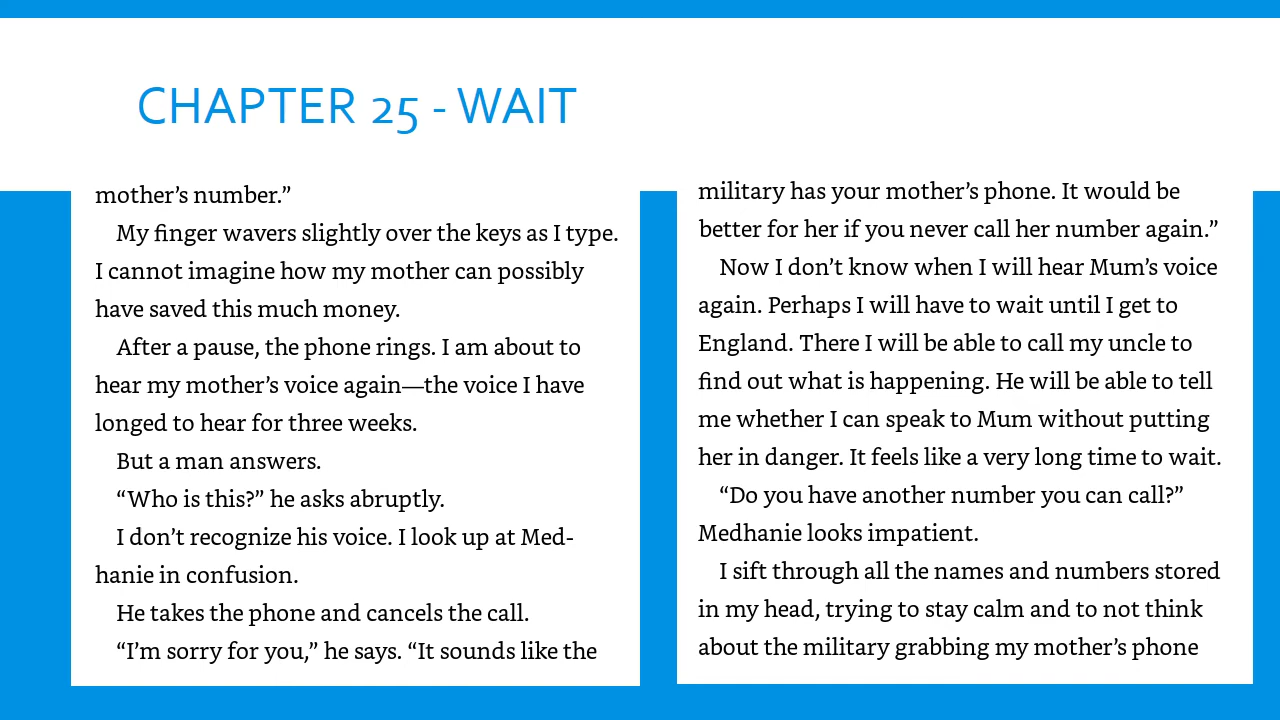 CHAPTER 25 - WAIT
mother’s number.”
My finger wavers slightly over the keys as I type.
I cannot imagine how my mother can possibly
have saved this much money.
After a pause, the phone rings. I am about to
hear my mother’s voice again—the voice I have
longed to hear for three weeks.
But a man answers.
“Who is this?” he asks abruptly.
I don’t recognize his voice. I look up at Med-
hanie in confusion.
He takes the phone and cancels the call.
“I’m sorry for you,” he says. “It sounds like the
military has your mother’s phone. It would be
better for her if you never call her number again.”
Now I don’t know when I will hear Mum’s voice
again. Perhaps I will have to wait until I get to
England. There I will be able to call my uncle to
find out what is happening. He will be able to tell
me whether I can speak to Mum without putting
her in danger. It feels like a very long time to wait.
“Do you have another number you can call?”
Medhanie looks impatient.
I sift through all the names and numbers stored
in my head, trying to stay calm and to not think
about the military grabbing my mother’s phone